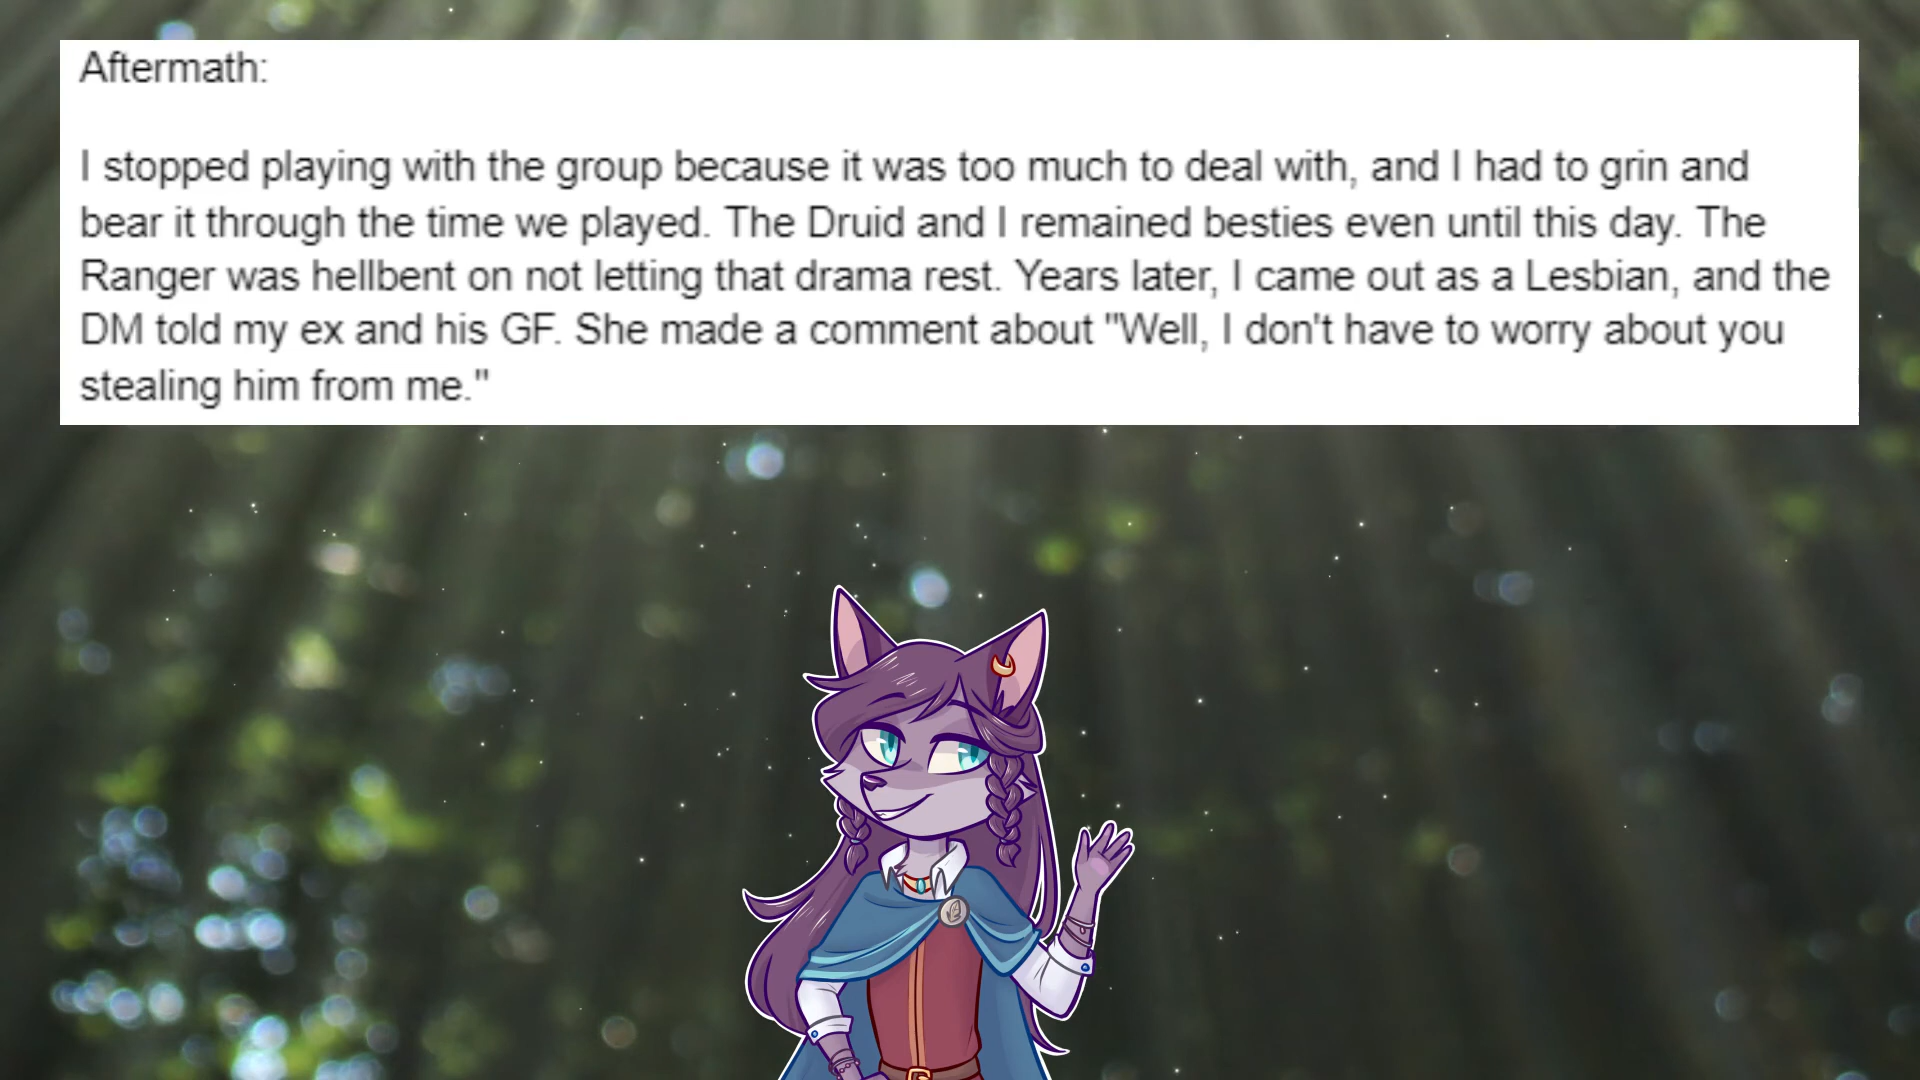 Aftermath:
I stopped playing with the group because it was too much to deal with, and I had to grin and
bear it through the time we played. The Druid and I remained besties even until this day. The
Ranger was hellbent on not letting that drama rest. Years later, I came out as a Lesbian, and the
DM told my ex and his GF. She made a comment about "Well, I don't have to worry about you
stealing him from me."